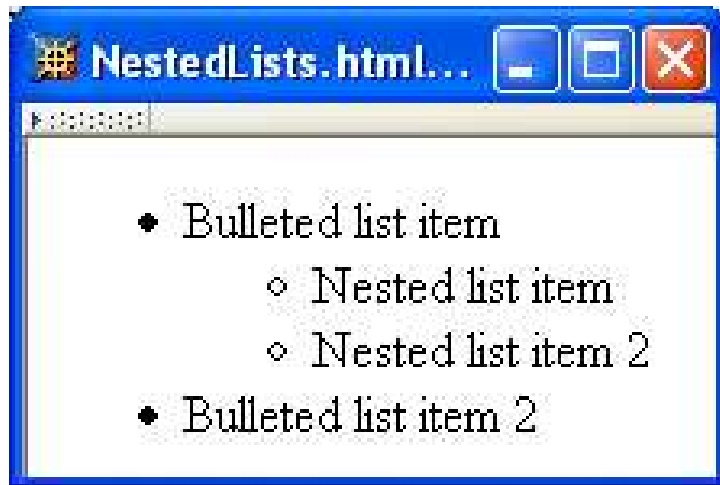 NestedLists.html...
• Bulleted list item
○ Nested list item
○ Nested list item 2
• Bulleted list item 2